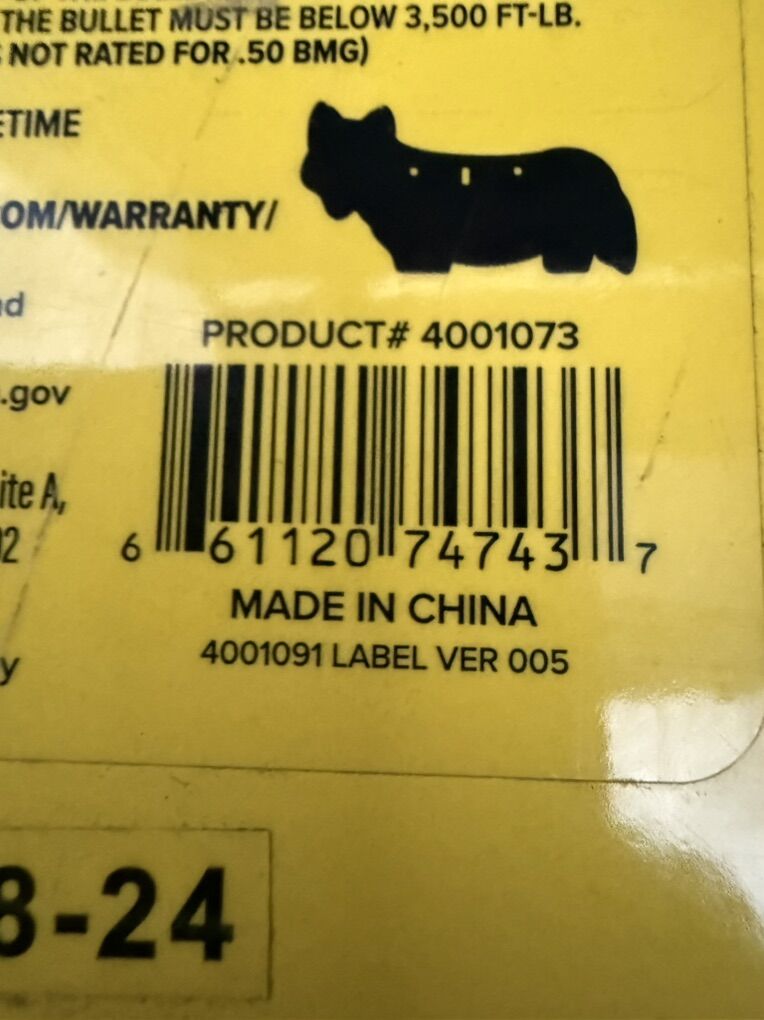 THE BULLET MUST BE BELOW 3,500 FT-LB.
NOT RATED FOR .50 BMG)
ETIME
OM/WARRANTY/
PRODUCT# 4001073
.gov
ite A,
6 61120 74743 7
MADE IN CHINA
4001091 LABEL VER 005
y
8-24